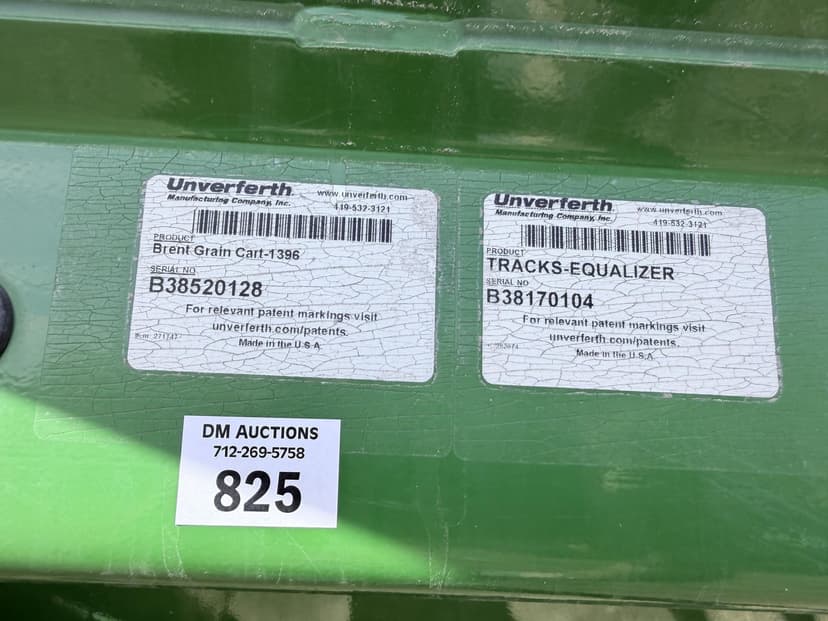 Unverferth
Manufacturing Company, Inc.
www.unverferth.com
419-532-3121
PRODUCT
Brent Grain Cart-1396
SERIAL NO
B38520128
For relevant patent markings visit
unverferth.com/patents.
Made in the U.S.A.
Unverferth
Manufacturing Company, Inc.
www.unverferth.com
419-532-3121
PRODUCT
TRACKS-EQUALIZER
SERIAL NO
B38170104
For relevant patent markings visit
unverferth.com/patents.
Made in the U.S.A.
DM AUCTIONS
712-269-5758
825